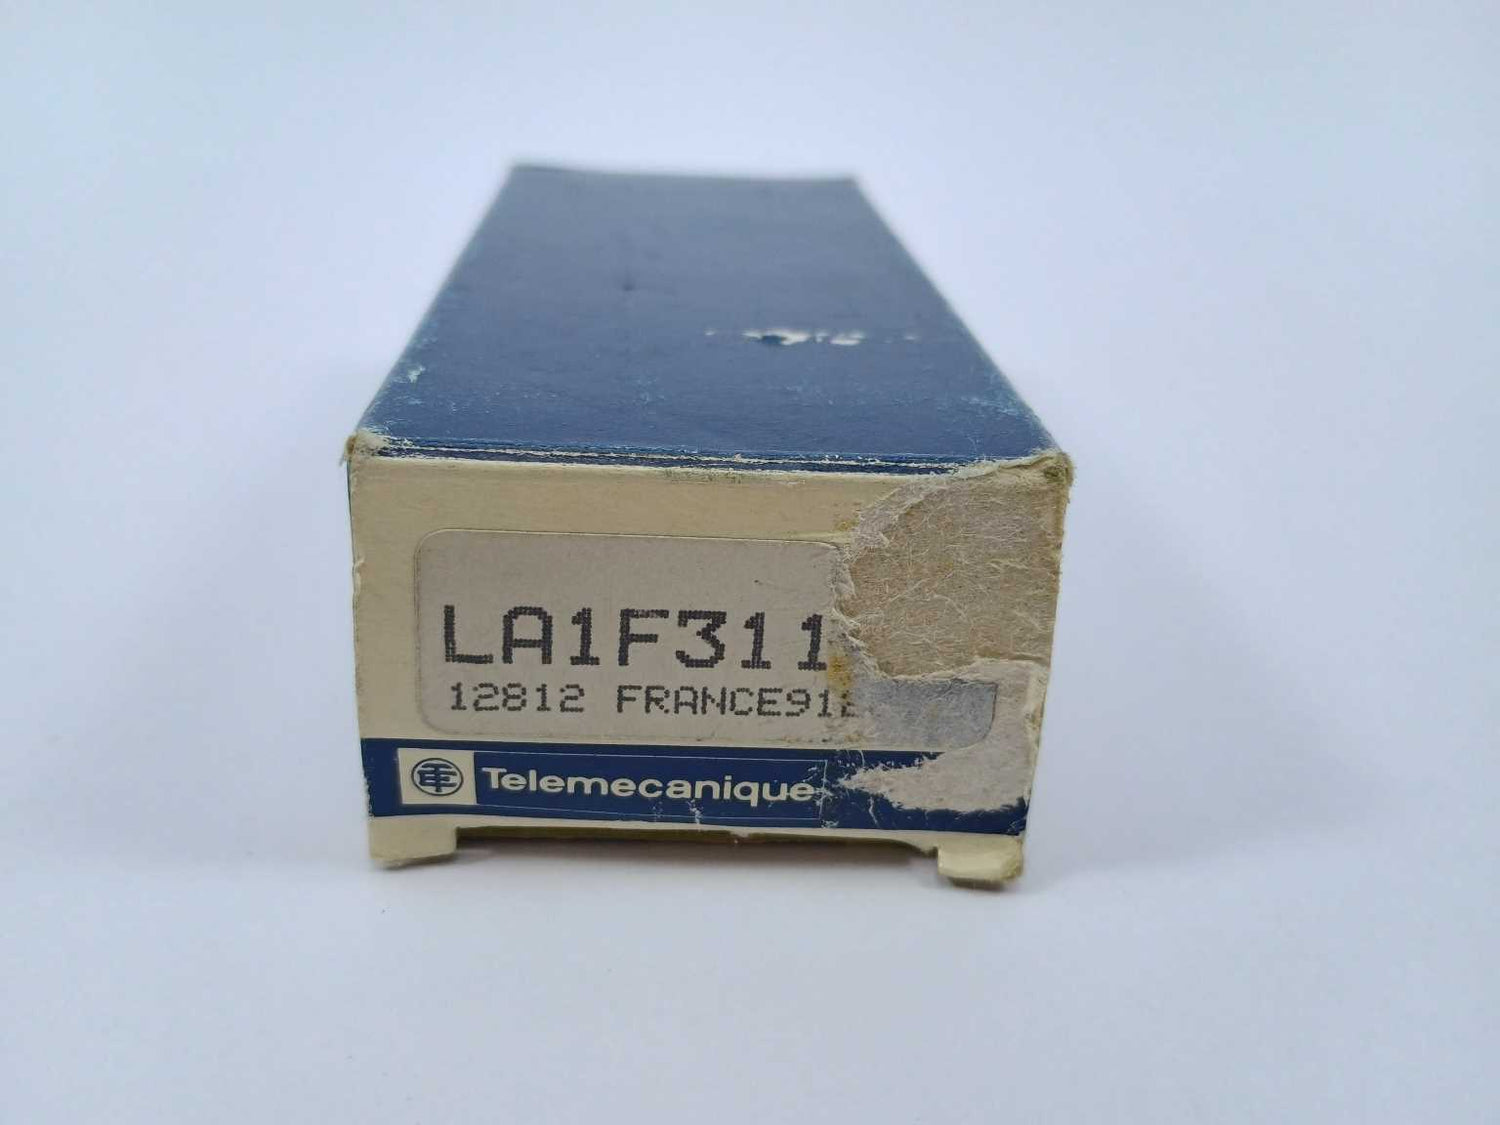 LA1F311
12812 FRANCE91
Telemecanique